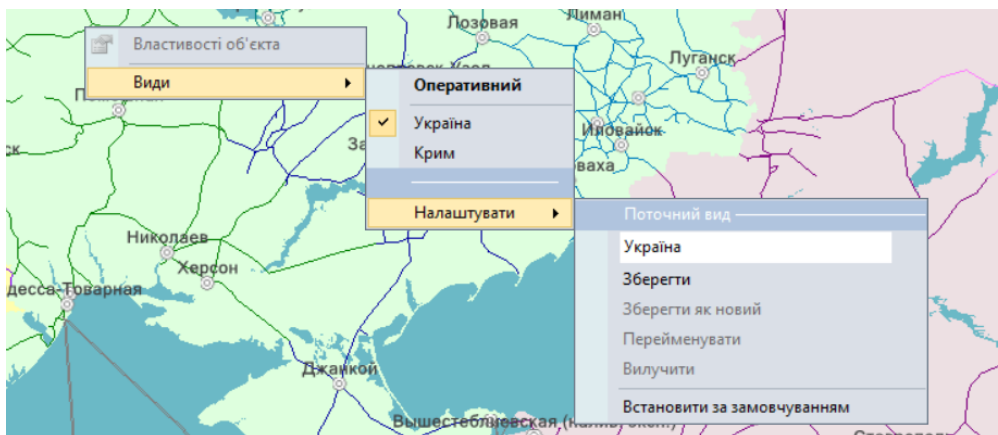 Лозовая
Лиман
Властивості об'єкта
Луганск
Види
Оперативний
Україна
Иловайск
Крим
Налаштувати
Поточний вид
Николаев
Україна
Херсон
Зберегти
десса-Товарная
Зберегти як новий
Перейменувати
Джанкой
Вилучити
Встановити за замовчуванням
Вышестеблиевская